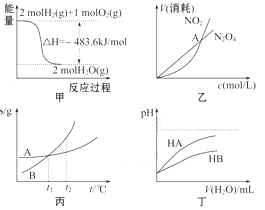 能量
2 molH₂(g)+1 molO₂(g)
△H=－483.6kJ/mol
2 molH₂O(g)
反应过程
甲
V(消耗)
NO₂
A
N₂O₄
c(mol/L)
乙
S/g
A
B
t₁
t₂
t/℃
丙
pH
HA
HB
V(H₂O)/mL
丁